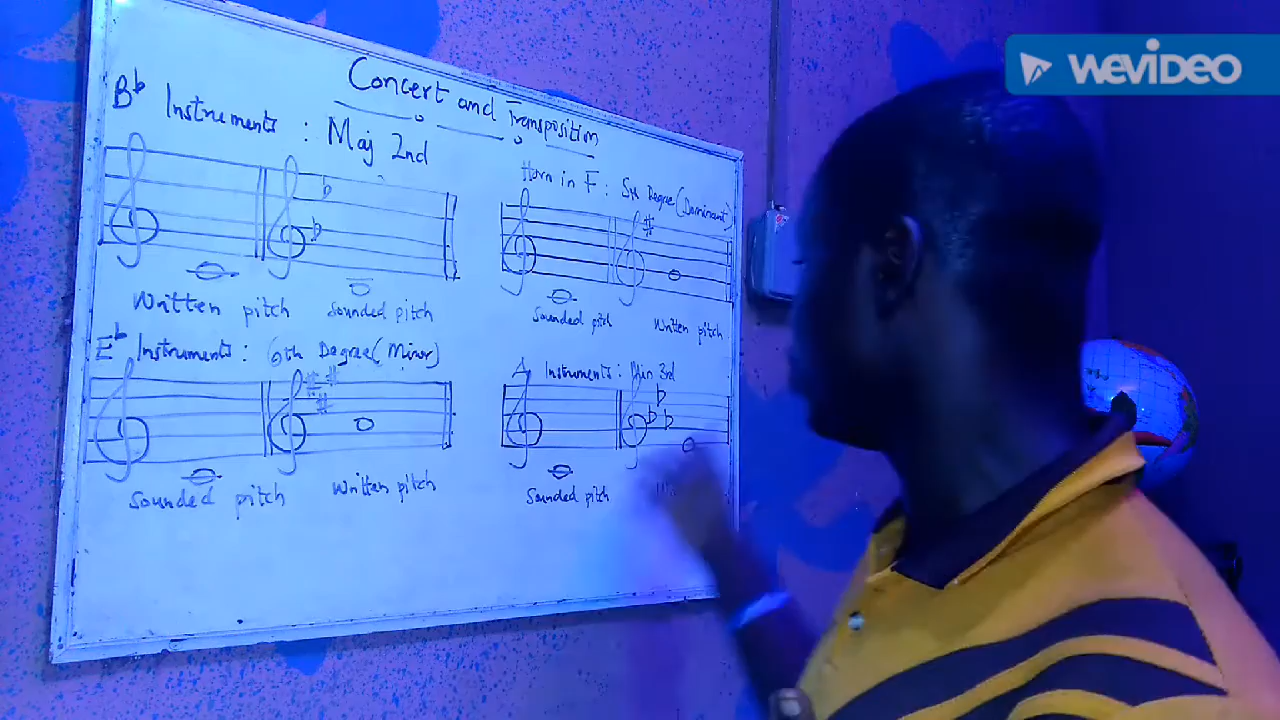 WEVIDEO
Concert and Transposition
B♭ Instruments : Maj 2nd
Written pitch
Sounded pitch
Horn in F : 5th Degree (Dominant)
Sounded pitch
Written pitch
E♭ Instruments : 6th Degree (Minor)
Sounded pitch
Written pitch
A Instruments : Min 3rd
Sounded pitch